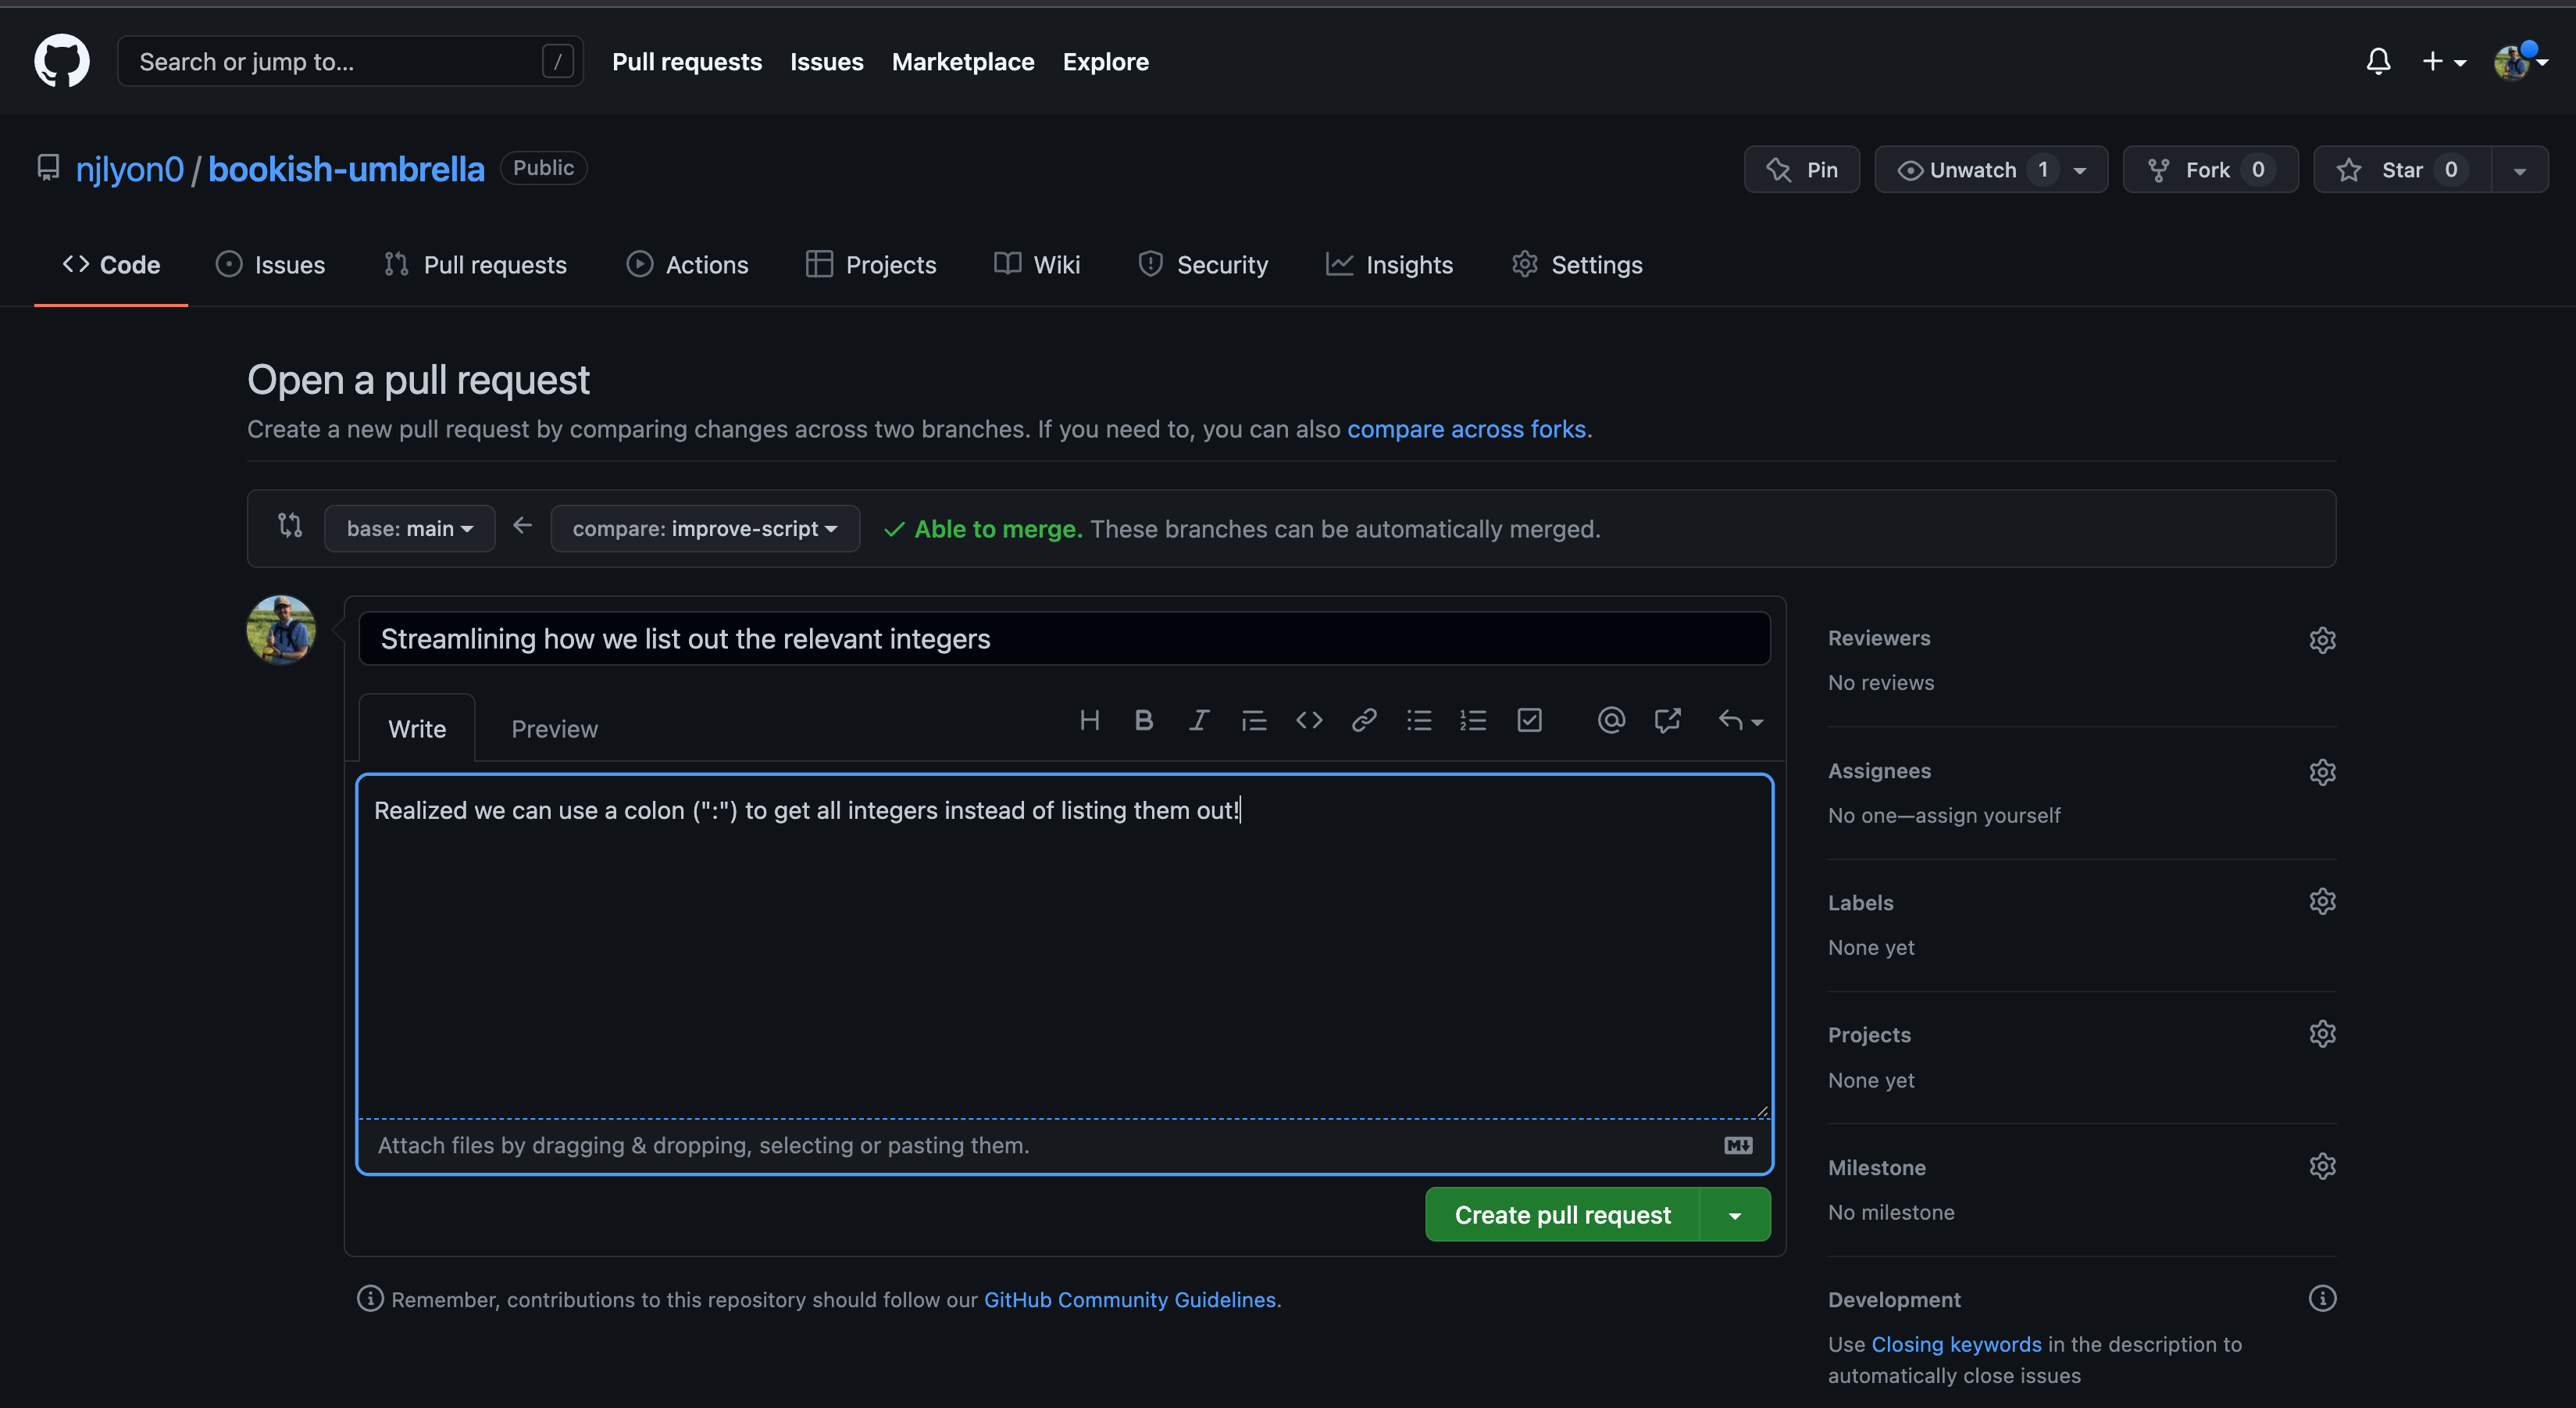 Search or jump to... /
Pull requests Issues Marketplace Explore
njlyon0 / bookish-umbrella Public
Pin Unwatch 1 Fork 0 Star 0
Code Issues Pull requests Actions Projects Wiki Security Insights Settings
Open a pull request
Create a new pull request by comparing changes across two branches. If you need to, you can also compare across forks.
base: main compare: improve-script Able to merge. These branches can be automatically merged.
Streamlining how we list out the relevant integers
Write Preview
Realized we can use a colon (":") to get all integers instead of listing them out!
Attach files by dragging & dropping, selecting or pasting them.
Create pull request
Remember, contributions to this repository should follow our GitHub Community Guidelines.
Reviewers
No reviews
Assignees
No one—assign yourself
Labels
None yet
Projects
None yet
Milestone
No milestone
Development
Use Closing keywords in the description to
automatically close issues